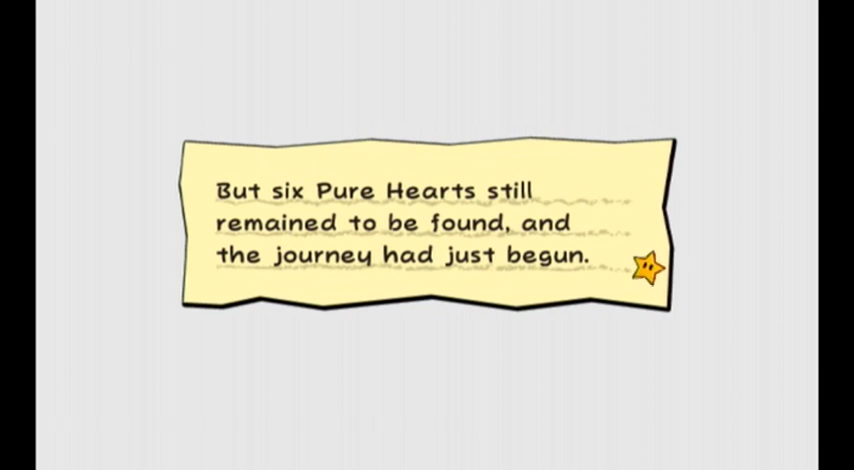 But six Pure Hearts still
remained to be found, and
the journey had just begun.